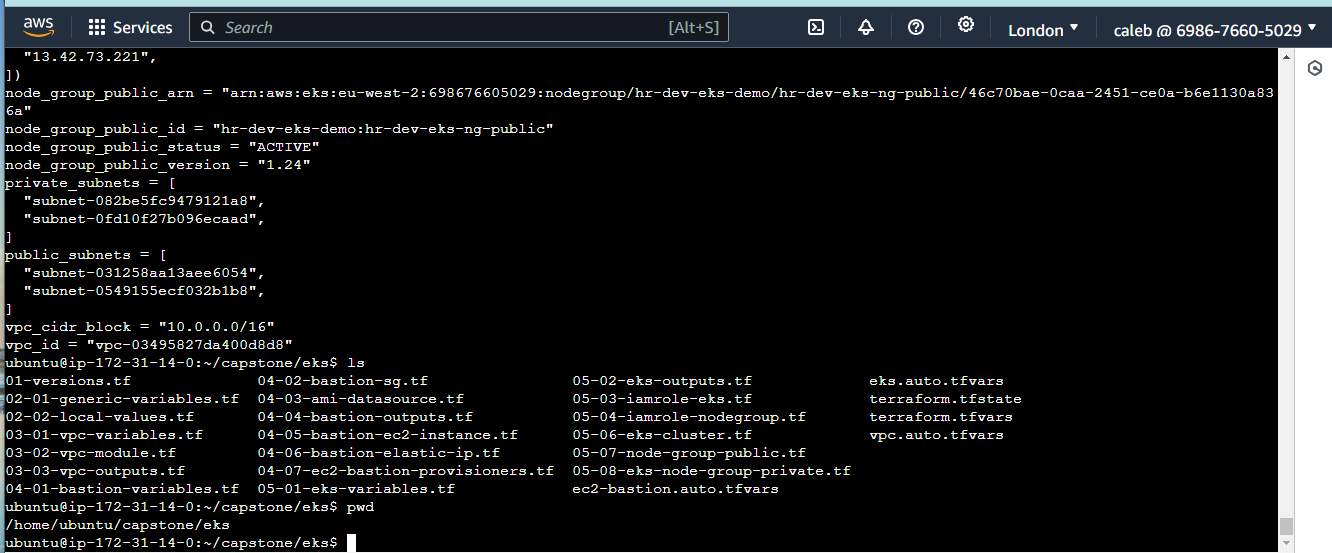 aws Services Search [Alt+S] London caleb @ 6986-7660-5029
  "13.42.73.221",
])
node_group_public_arn = "arn:aws:eks:eu-west-2:698676605029:nodegroup/hr-dev-eks-demo/hr-dev-eks-ng-public/46c70bae-0caa-2451-ce0a-b6e1130a83
6a"
node_group_public_id = "hr-dev-eks-demo:hr-dev-eks-ng-public"
node_group_public_status = "ACTIVE"
node_group_public_version = "1.24"
private_subnets = [
  "subnet-082be5fc9479121a8",
  "subnet-0fd10f27b096ecaad",
]
public_subnets = [
  "subnet-031258aa13aee6054",
  "subnet-0549155ecf032b1b8",
]
vpc_cidr_block = "10.0.0.0/16"
vpc_id = "vpc-03495827da400d8d8"
ubuntu@ip-172-31-14-0:~/capstone/eks$ ls
01-versions.tf 04-02-bastion-sg.tf 05-02-eks-outputs.tf eks.auto.tfvars
02-01-generic-variables.tf 04-03-ami-datasource.tf 05-03-iamrole-eks.tf terraform.tfstate
02-02-local-values.tf 04-04-bastion-outputs.tf 05-04-iamrole-nodegroup.tf terraform.tfvars
03-01-vpc-variables.tf 04-05-bastion-ec2-instance.tf 05-06-eks-cluster.tf vpc.auto.tfvars
03-02-vpc-module.tf 04-06-bastion-elastic-ip.tf 05-07-node-group-public.tf
03-03-vpc-outputs.tf 04-07-ec2-bastion-provisioners.tf 05-08-eks-node-group-private.tf
04-01-bastion-variables.tf 05-01-eks-variables.tf ec2-bastion.auto.tfvars
ubuntu@ip-172-31-14-0:~/capstone/eks$ pwd
/home/ubuntu/capstone/eks
ubuntu@ip-172-31-14-0:~/capstone/eks$